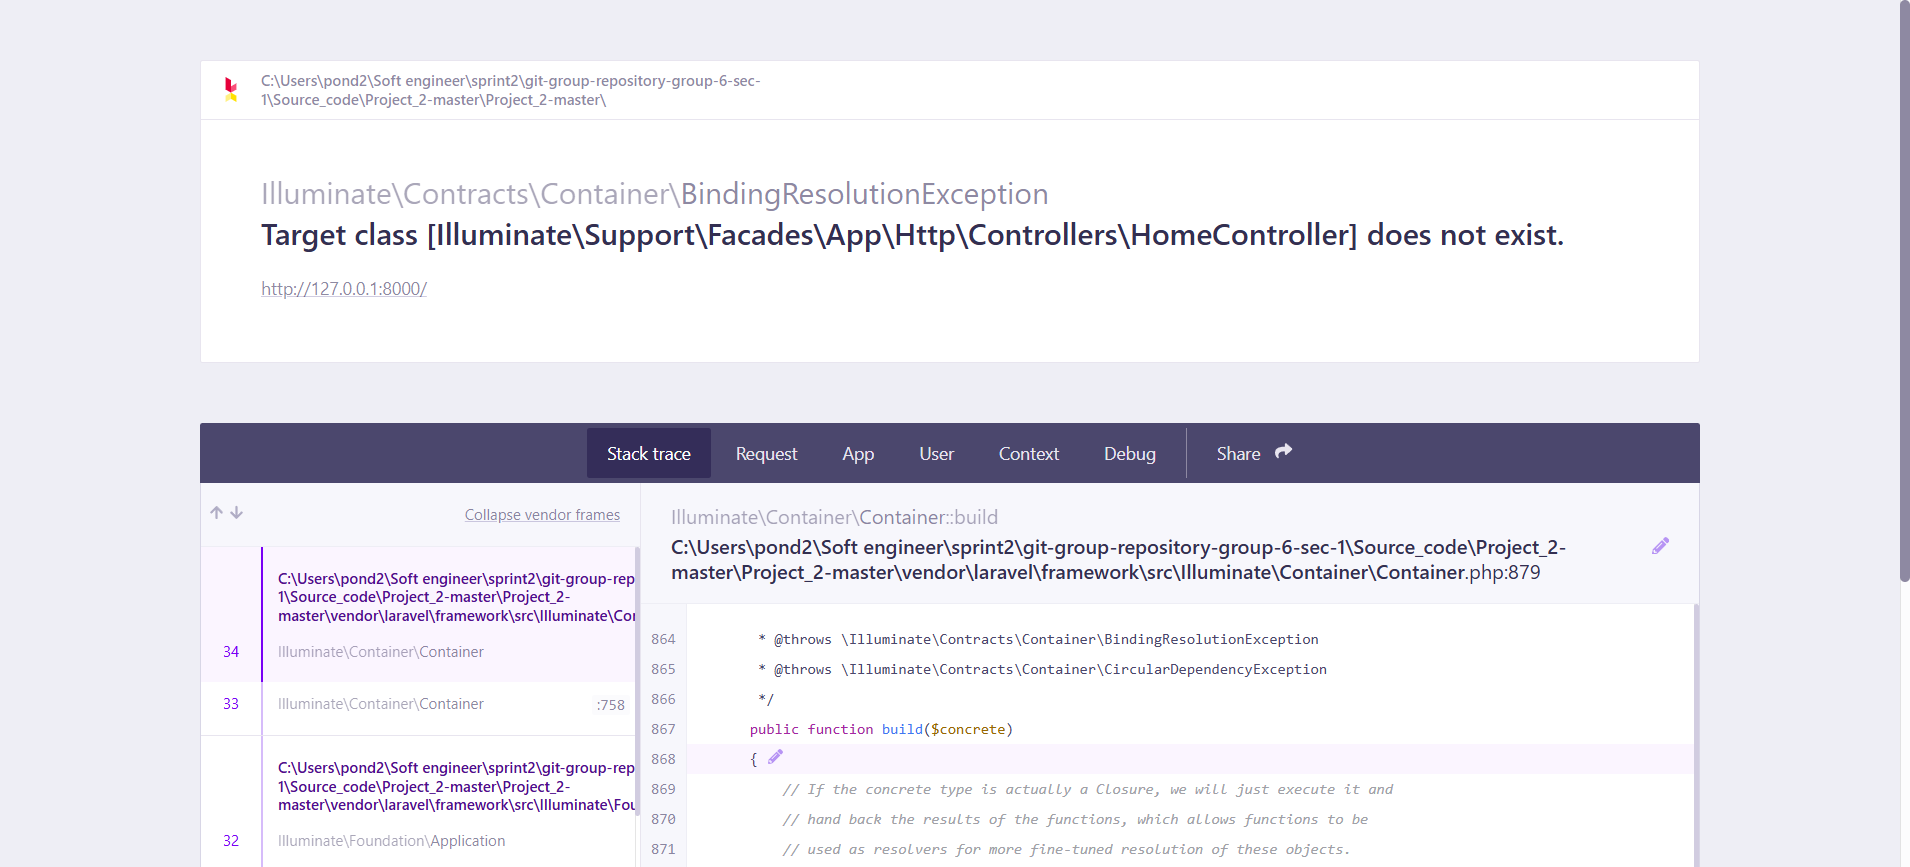 C:\Users\pond2\Soft engineer\sprint2\git-group-repository-group-6-sec-
1\Source_code\Project_2-master\Project_2-master\
Illuminate\Contracts\Container\BindingResolutionException
Target class [Illuminate\Support\Facades\App\Http\Controllers\HomeController] does not exist.
http://127.0.0.1:8000/
Stack trace Request App User Context Debug Share
Collapse vendor frames
C:\Users\pond2\Soft engineer\sprint2\git-group-rep
1\Source_code\Project_2-master\Project_2-
master\vendor\laravel\framework\src\Illuminate\Con
34 Illuminate\Container\Container
33 Illuminate\Container\Container :758
C:\Users\pond2\Soft engineer\sprint2\git-group-rep
1\Source_code\Project_2-master\Project_2-
master\vendor\laravel\framework\src\Illuminate\Fou
32 Illuminate\Foundation\Application
Illuminate\Container\Container::build
C:\Users\pond2\Soft engineer\sprint2\git-group-repository-group-6-sec-1\Source_code\Project_2-
master\Project_2-master\vendor\laravel\framework\src\Illuminate\Container\Container.php:879
864 * @throws \Illuminate\Contracts\Container\BindingResolutionException
865 * @throws \Illuminate\Contracts\Container\CircularDependencyException
866 */
867 public function build($concrete)
868 {
869 // If the concrete type is actually a Closure, we will just execute it and
870 // hand back the results of the functions, which allows functions to be
871 // used as resolvers for more fine-tuned resolution of these objects.